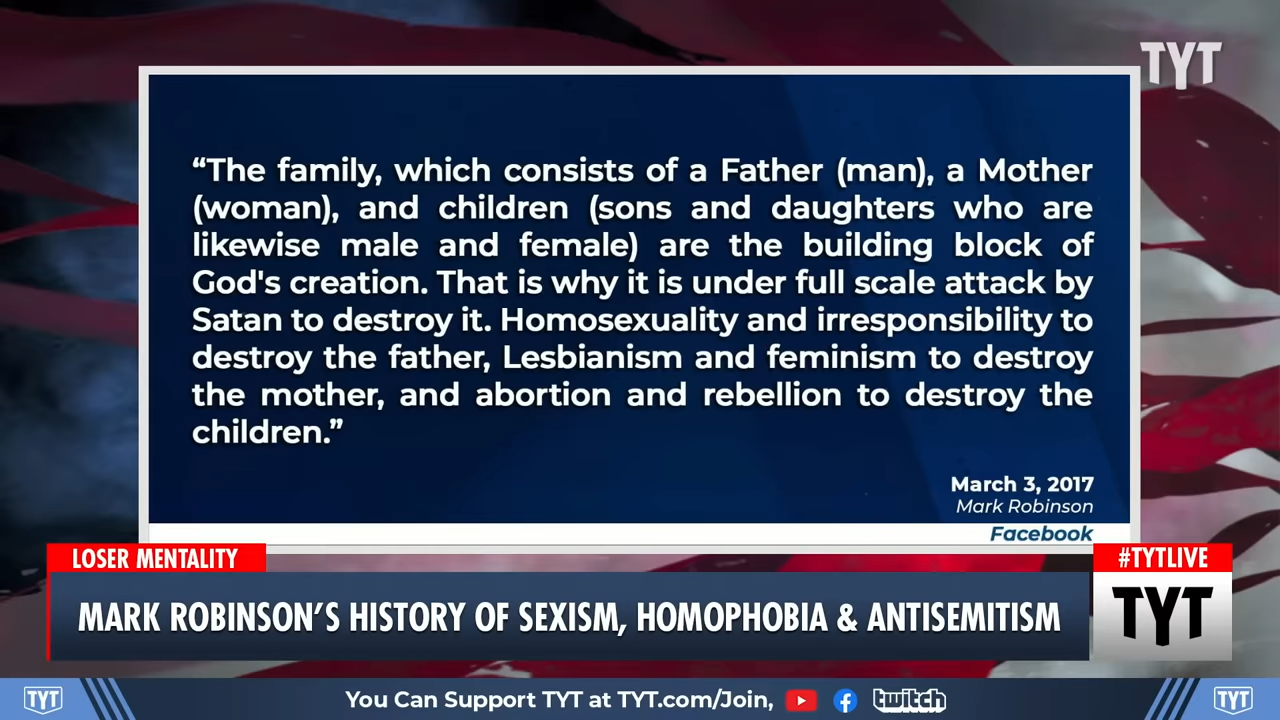 TYT
“The family, which consists of a Father (man), a Mother
(woman), and children (sons and daughters who are
likewise male and female) are the building block of
God's creation. That is why it is under full scale attack by
Satan to destroy it. Homosexuality and irresponsibility to
destroy the father, Lesbianism and feminism to destroy
the mother, and abortion and rebellion to destroy the
children.”
March 3, 2017
Mark Robinson
Facebook
LOSER MENTALITY
#TYTLIVE
MARK ROBINSON’S HISTORY OF SEXISM, HOMOPHOBIA & ANTISEMITISM
TYT
TYT
You Can Support TYT at TYT.com/Join,
twitch
TYT